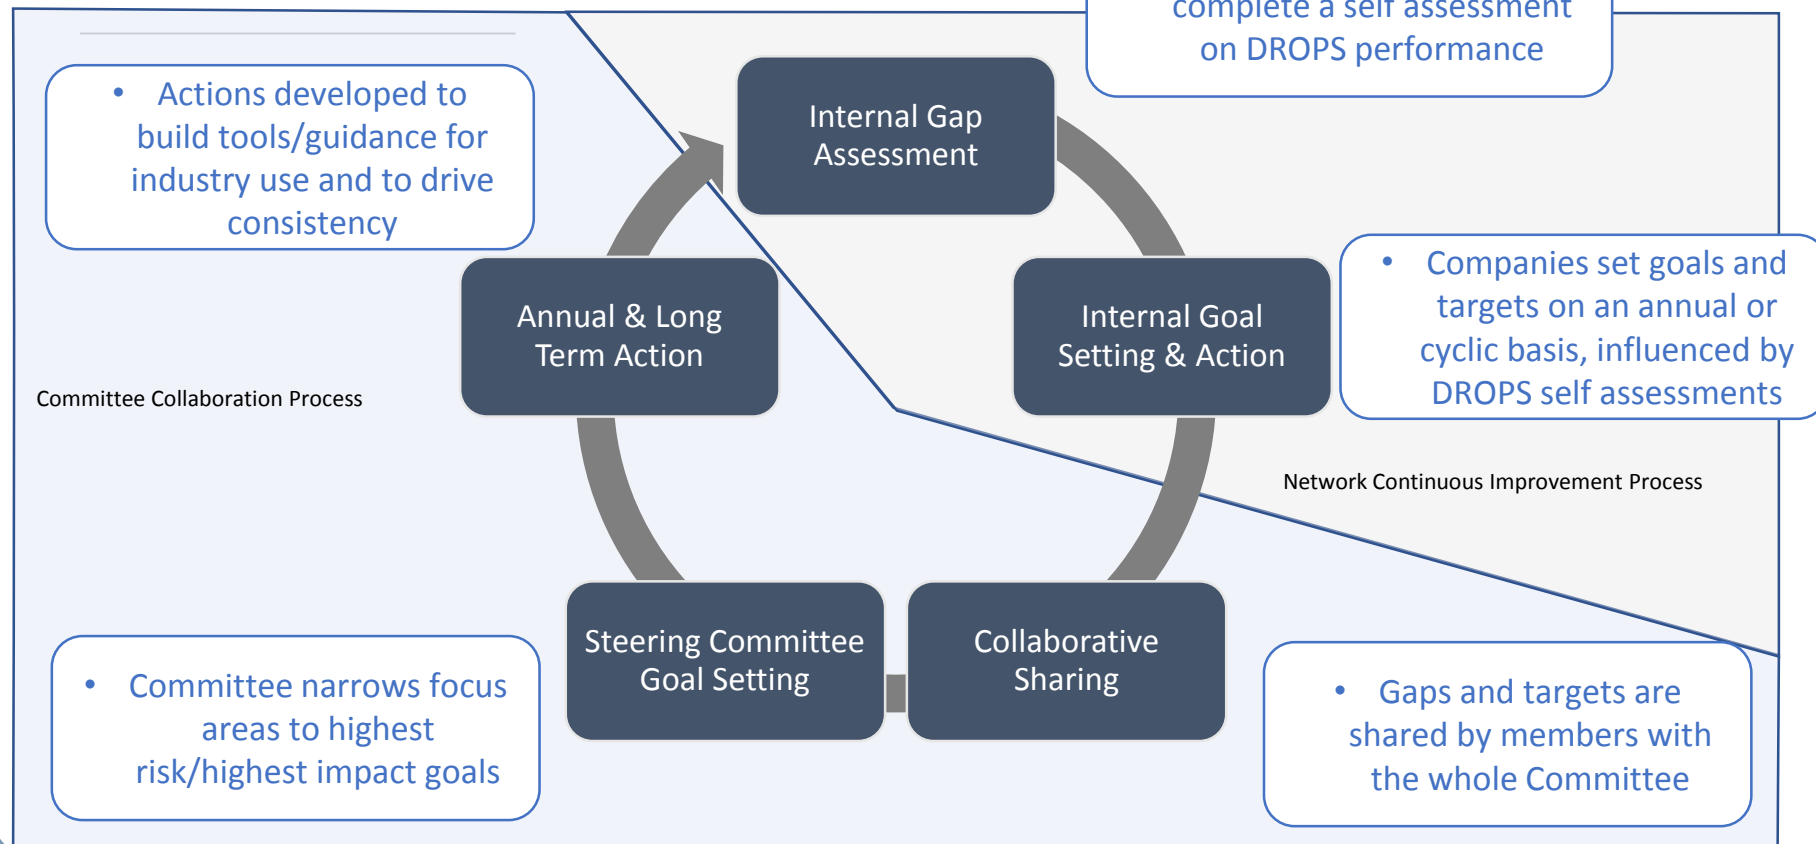 complete a self assessment
on DROPS performance
• Actions developed to
build tools/guidance for
industry use and to drive
consistency
Internal Gap
Assessment
Annual & Long
Term Action
Internal Goal
Setting & Action
• Companies set goals and
targets on an annual or
cyclic basis, influenced by
DROPS self assessments
Committee Collaboration Process
Network Continuous Improvement Process
Steering Committee
Goal Setting
Collaborative
Sharing
• Committee narrows focus
areas to highest
risk/highest impact goals
• Gaps and targets are
shared by members with
the whole Committee